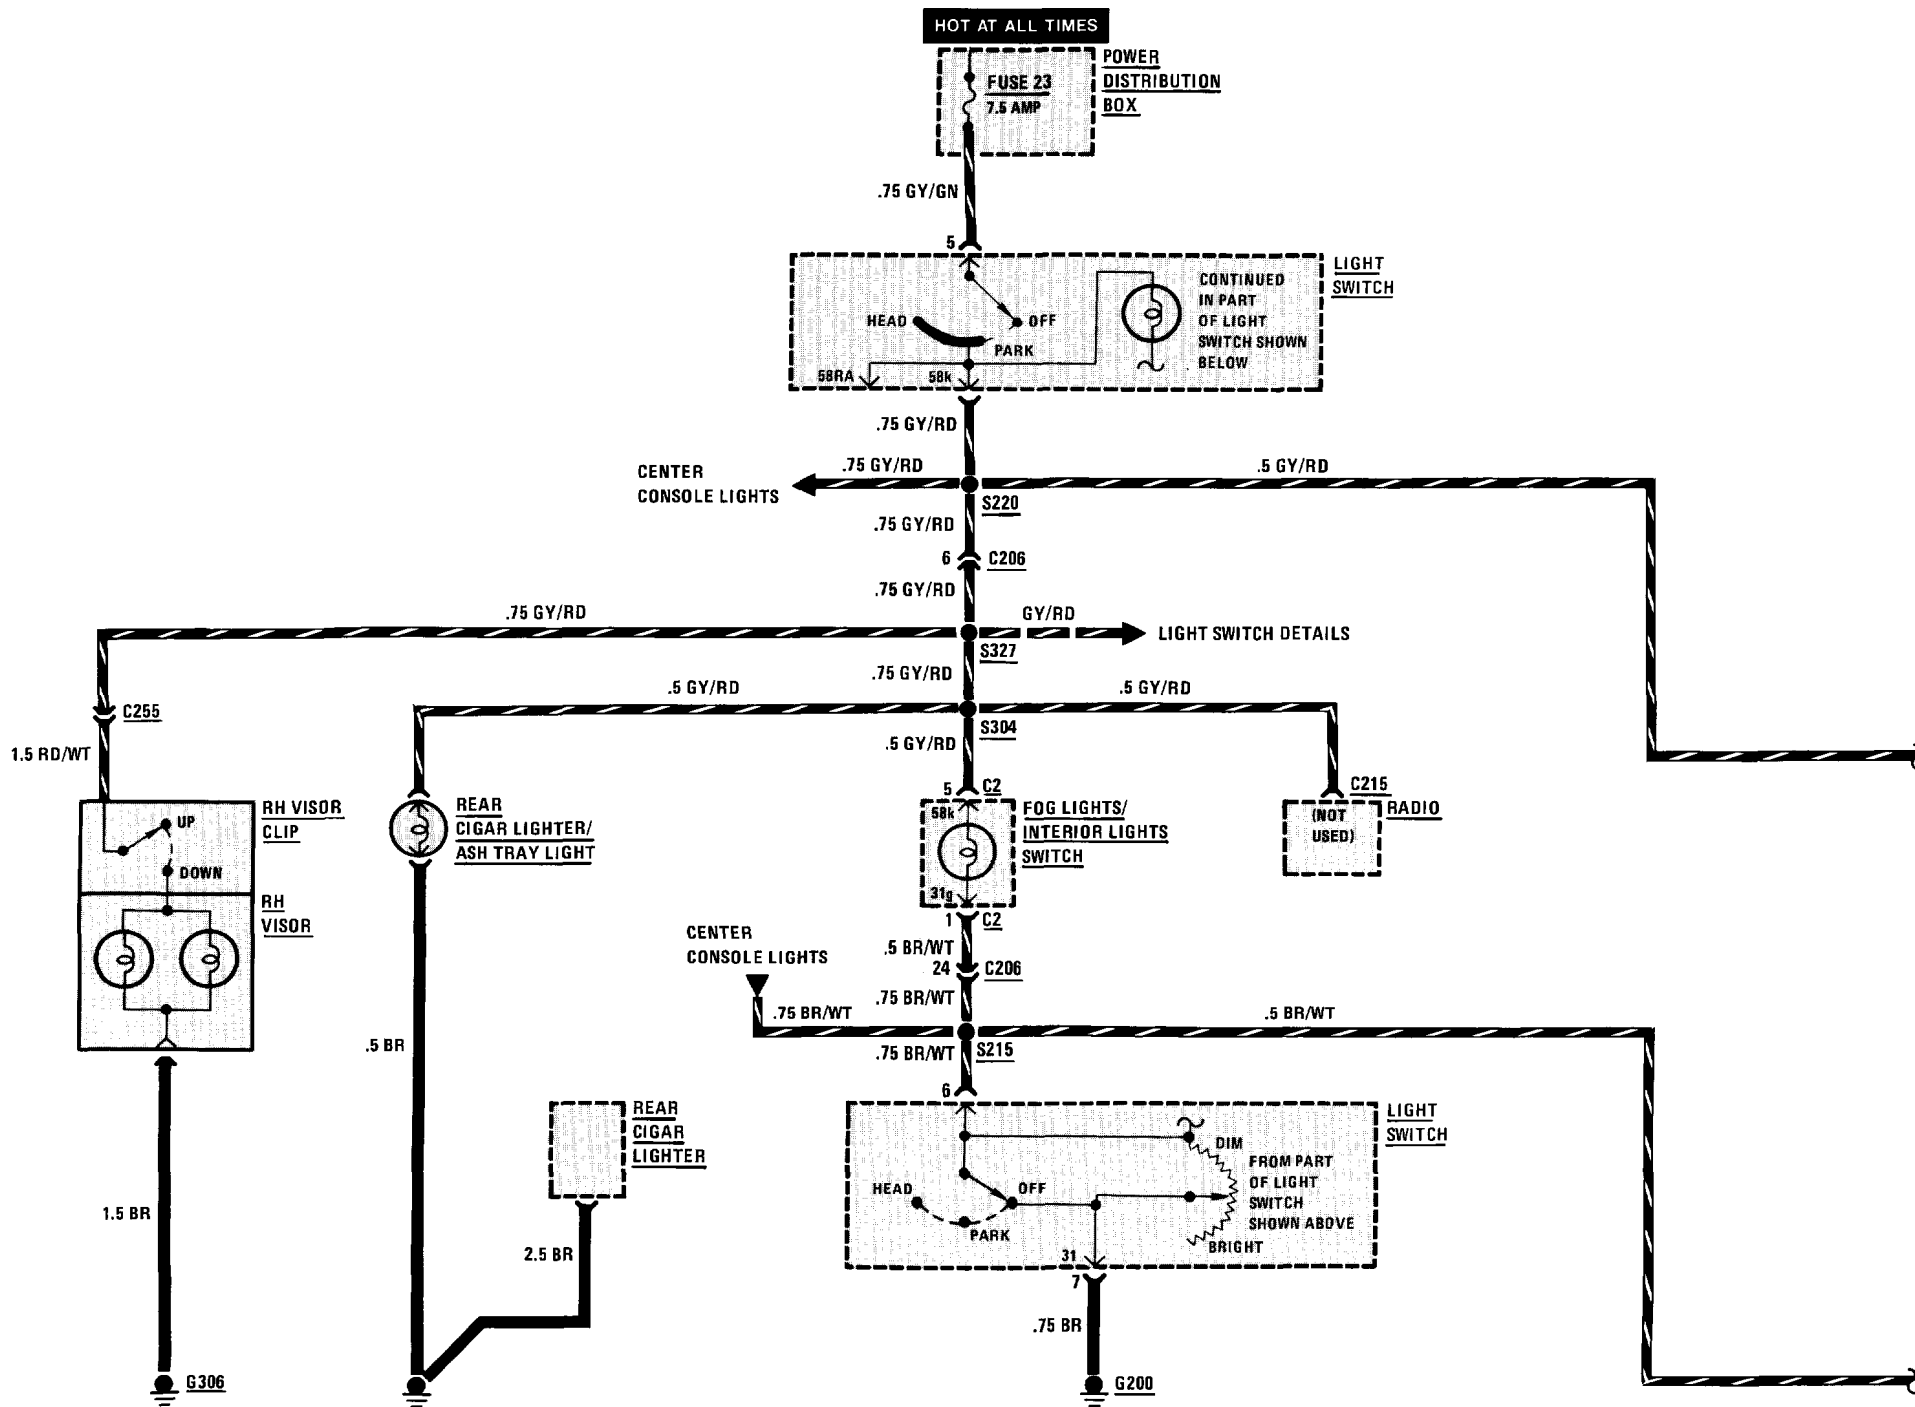 HOT AT ALL TIMES
POWER
DISTRIBUTION
BOX
FUSE 23
7.5 AMP
.75 GY/GN
5
LIGHT
SWITCH
CONTINUED
IN PART
OF LIGHT
SWITCH SHOWN
BELOW
HEAD
OFF
PARK
58RA
58k
.75 GY/RD
CENTER
CONSOLE LIGHTS
.75 GY/RD
.5 GY/RD
S220
.75 GY/RD
6
C206
.75 GY/RD
.75 GY/RD
GY/RD
LIGHT SWITCH DETAILS
S327
.75 GY/RD
.5 GY/RD
.5 GY/RD
C255
S304
.5 GY/RD
1.5 RD/WT
5
C2
C215
RH VISOR
CLIP
UP
DOWN
REAR
CIGAR LIGHTER/
ASH TRAY LIGHT
58k
FOG LIGHTS/
INTERIOR LIGHTS
SWITCH
(NOT
USED)
RADIO
31g
RH
VISOR
1
C2
CENTER
CONSOLE LIGHTS
.5 BR/WT
24
C206
.75 BR/WT
.75 BR/WT
.5 BR/WT
.5 BR
.75 BR/WT
S215
6
REAR
CIGAR
LIGHTER
LIGHT
SWITCH
DIM
FROM PART
OF LIGHT
SWITCH
SHOWN ABOVE
HEAD
OFF
PARK
BRIGHT
31
1.5 BR
2.5 BR
7
.75 BR
G306
G200